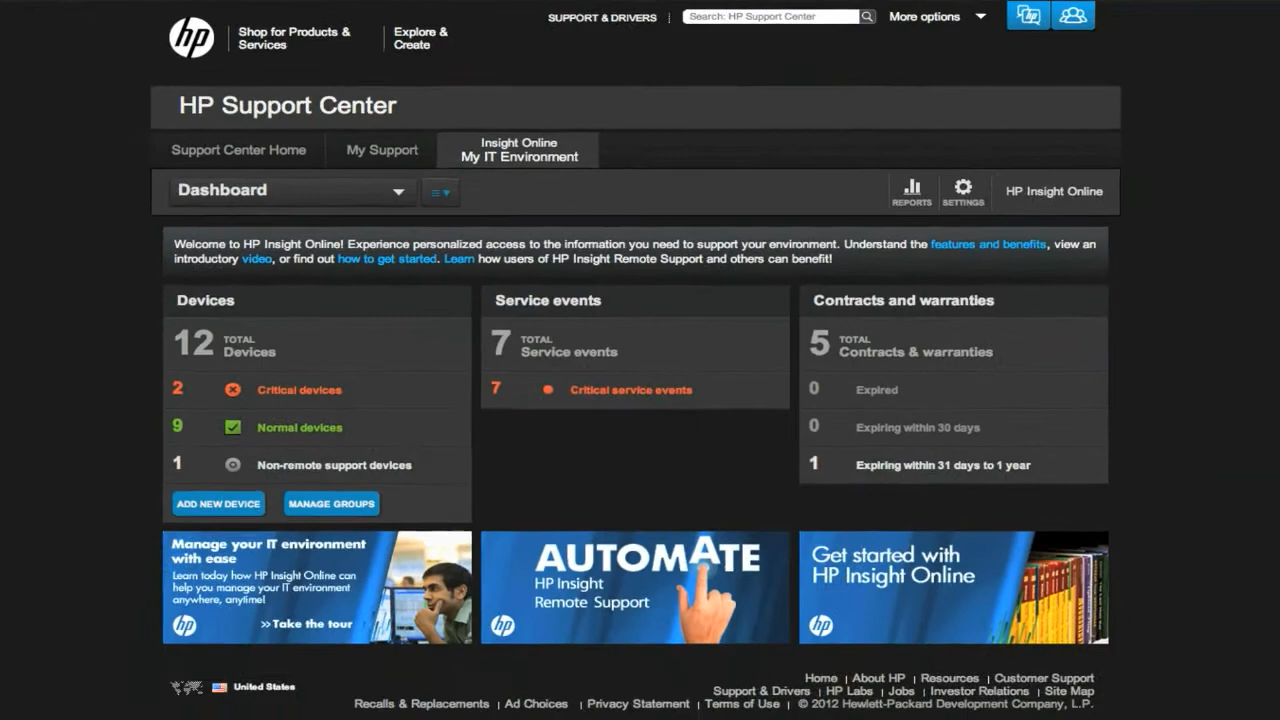 SUPPORT & DRIVERS
Search: HP Support Center
More options
hp
Shop for Products &
Services
Explore &
Create
HP Support Center
Support Center Home
My Support
Insight Online
My IT Environment
Dashboard
REPORTS
SETTINGS
HP Insight Online
Welcome to HP Insight Online! Experience personalized access to the information you need to support your environment. Understand the features and benefits, view an
introductory video, or find out how to get started. Learn how users of HP Insight Remote Support and others can benefit!
Devices
12 TOTAL
Devices
2 Critical devices
9 Normal devices
1 Non-remote support devices
ADD NEW DEVICE
MANAGE GROUPS
Service events
7 TOTAL
Service events
7 Critical service events
Contracts and warranties
5 TOTAL
Contracts & warranties
0 Expired
0 Expiring within 30 days
1 Expiring within 31 days to 1 year
Manage your IT environment
with ease
Learn today how HP Insight Online can
help you manage your IT environment
anywhere, anytime!
hp
>> Take the tour
AUTOMATE
HP Insight
Remote Support
hp
Get started with
HP Insight Online
hp
United States
Home | About HP | Resources | Customer Support
Support & Drivers | HP Labs | Jobs | Investor Relations | Site Map
Recalls & Replacements | Ad Choices | Privacy Statement | Terms of Use | © 2012 Hewlett-Packard Development Company, L.P.